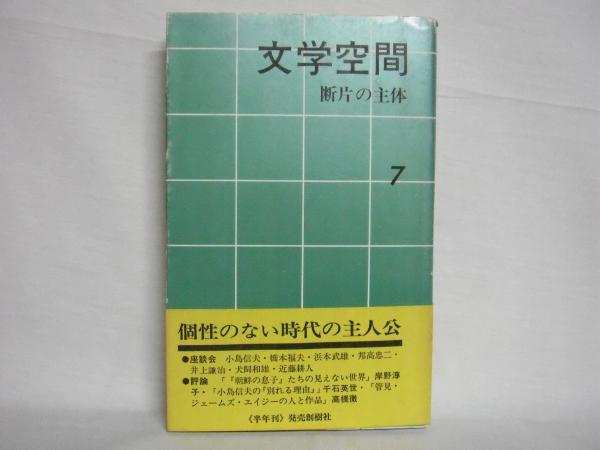 文学空間
断片の主体
7
個性のない時代の主人公
●座談会 小島信夫・橋本福夫・浜本武雄・邦高忠二・
井上謙治・犬飼和雄・近藤耕人
●評論 「『朝鮮の息子』たちの見えない世界」岸野淳
子・「小島信夫の『別れる理由』」千石英世・「管見・
ジェームズ・エイジーの人と作品」高橋徹
《半年刊》発売創樹社